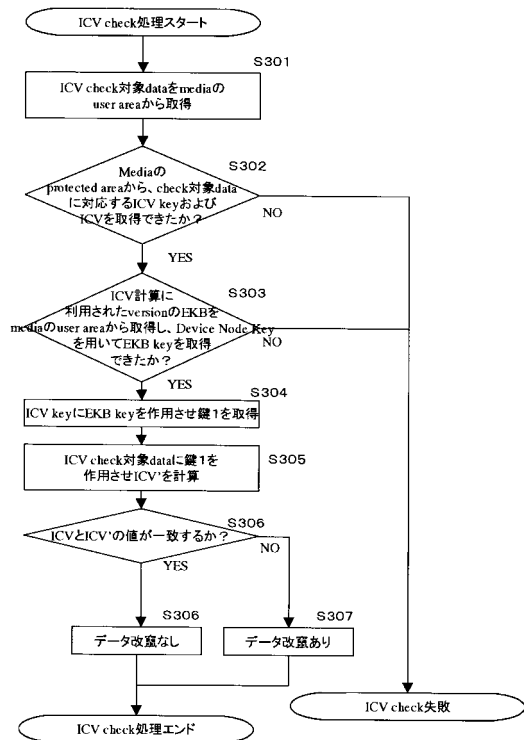 ICV check処理スタート
S301
ICV check対象dataをmediaの
user areaから取得
S302
Mediaの
protected areaから、check対象data
に対応するICV keyおよび
ICVを取得できたか？
NO
YES
S303
ICV計算に
利用されたversionのEKBを
mediaのuser areaから取得し、Device Node Key
を用いてEKB keyを取得
できたか？
NO
YES
S304
ICV keyにEKB keyを作用させ鍵1を取得
ICV check対象dataに鍵1を
作用させICV'を計算
S305
S306
ICVとICV'の値が一致するか？
NO
YES
S306
データ改竄なし
S307
データ改竄あり
ICV check失敗
ICV check処理エンド